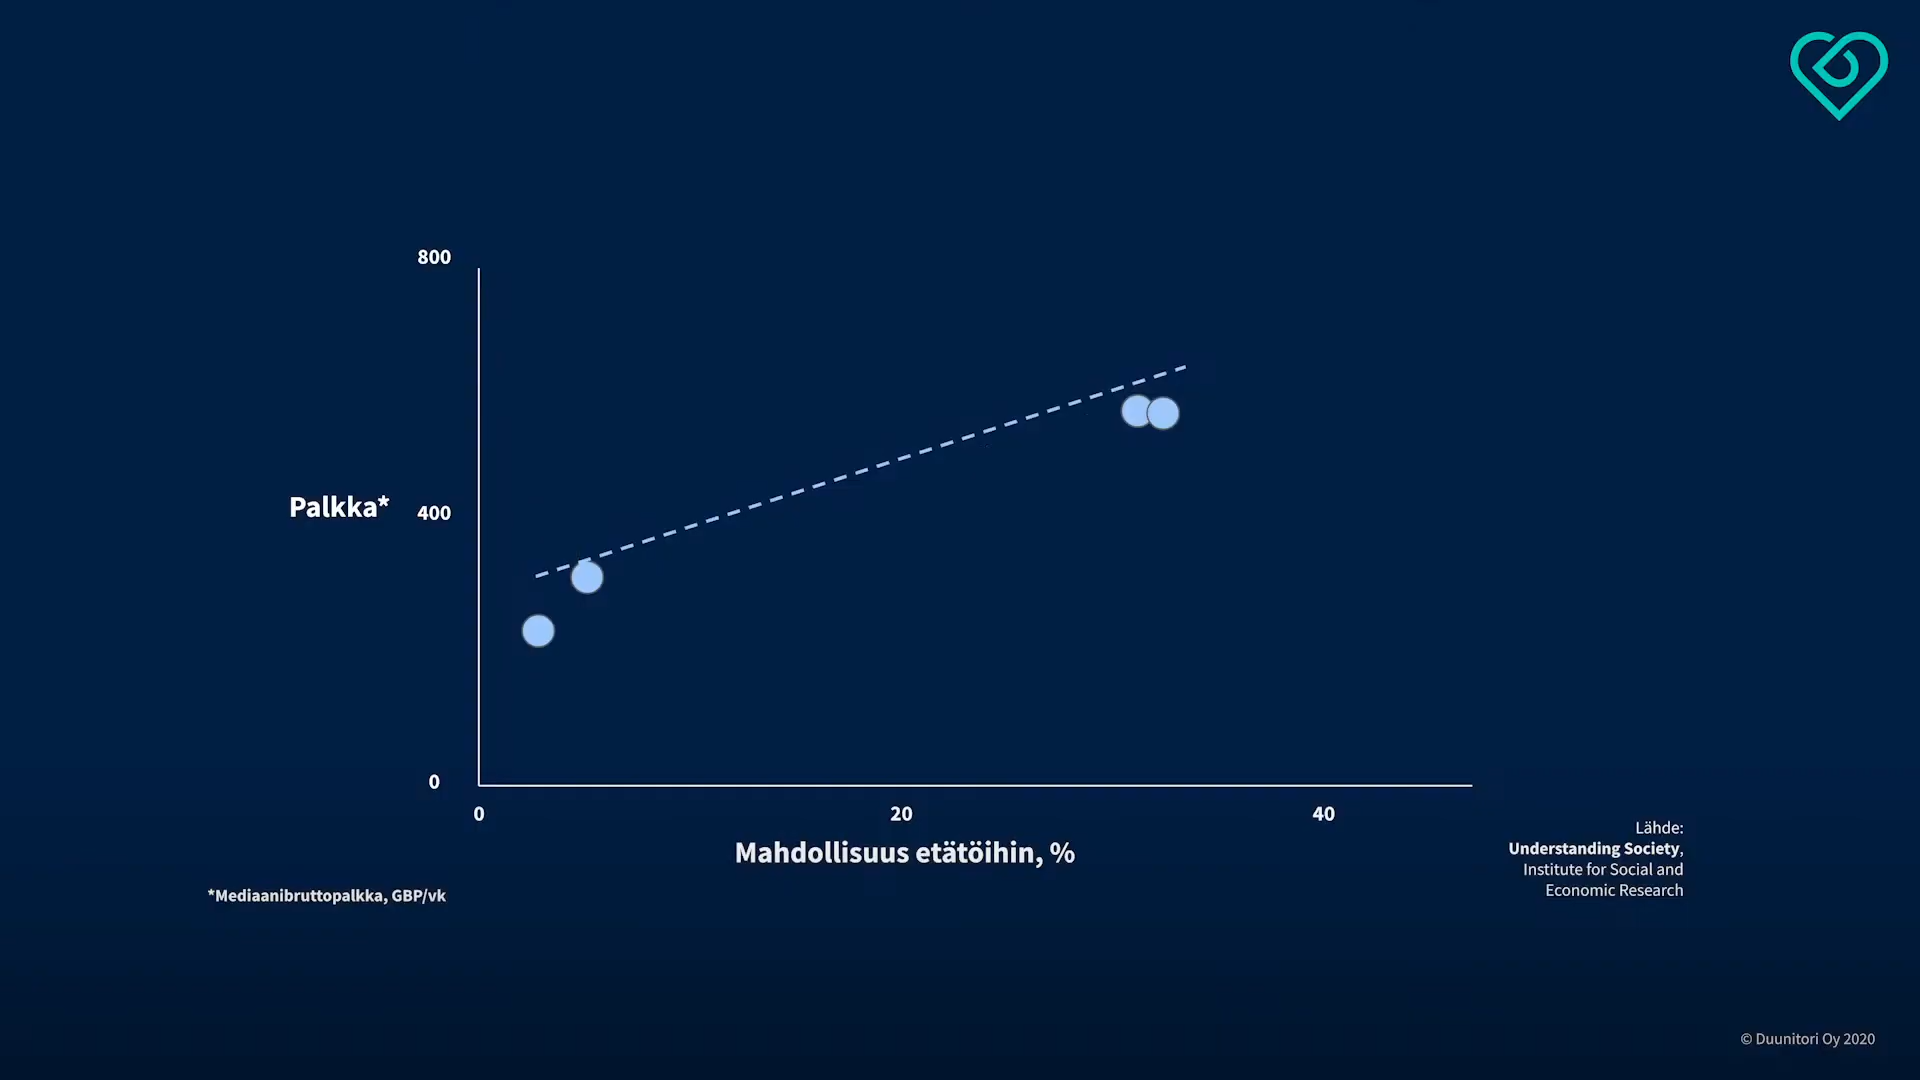 800
Palkka*
400
0
0
20
40
Mahdollisuus etätöihin, %
*Mediaanibruttopalkka, GBP/vk
Lähde:
Understanding Society,
Institute for Social and
Economic Research
© Duunitori Oy 2020